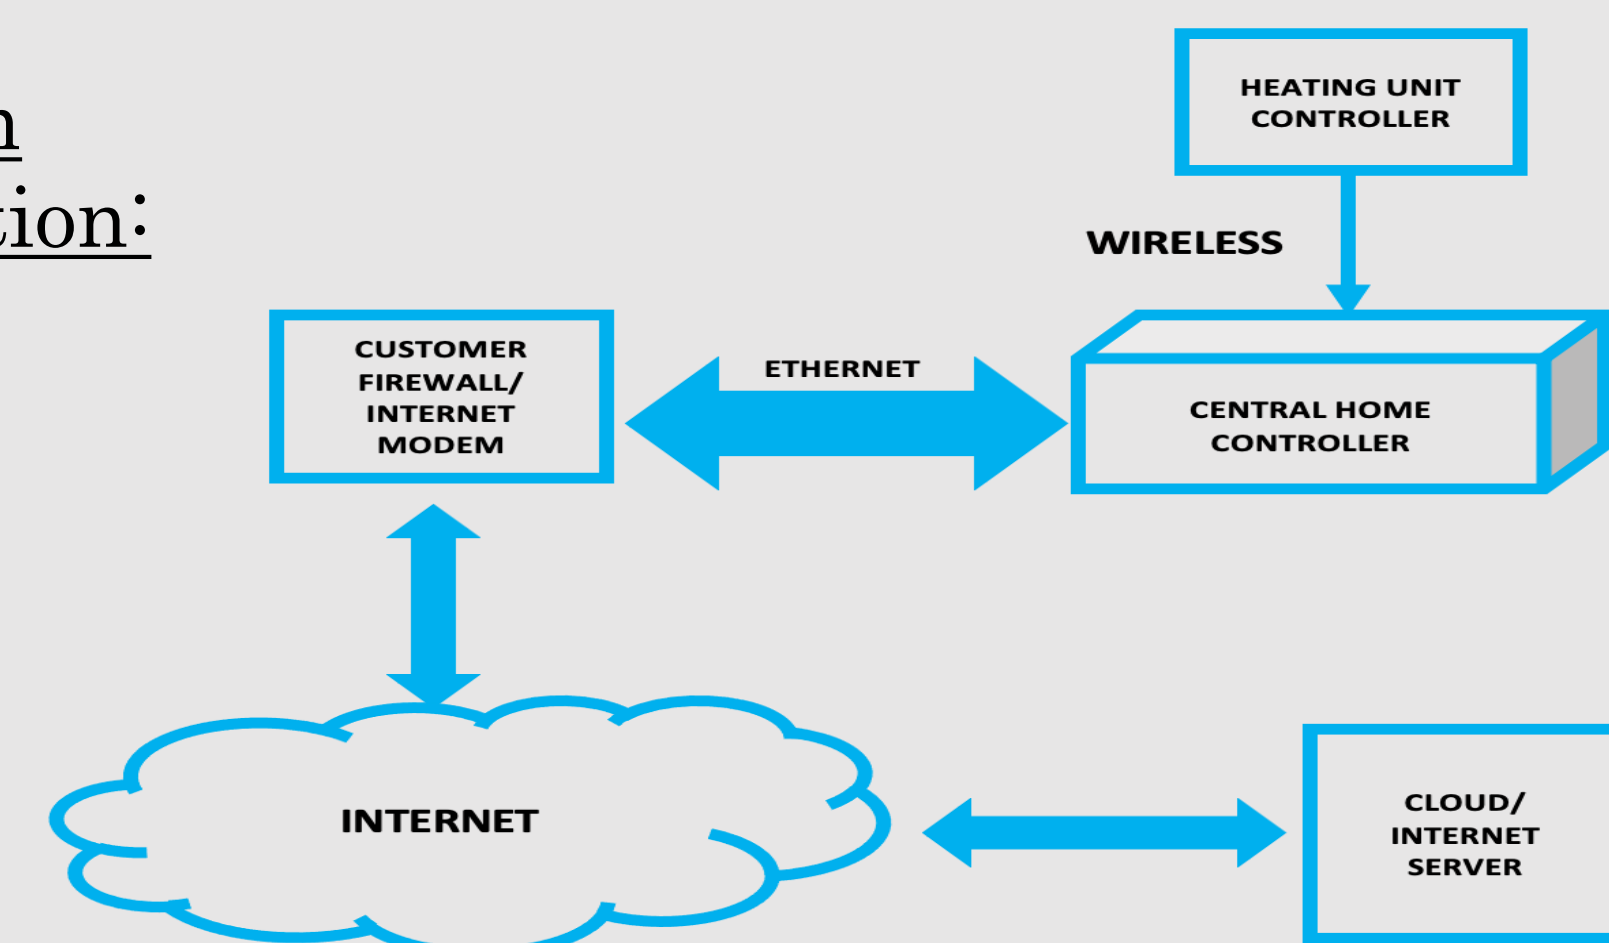 HEATING UNIT
CONTROLLER
WIRELESS
CUSTOMER
FIREWALL/
INTERNET
MODEM
ETHERNET
CENTRAL HOME
CONTROLLER
INTERNET
CLOUD/
INTERNET
SERVER